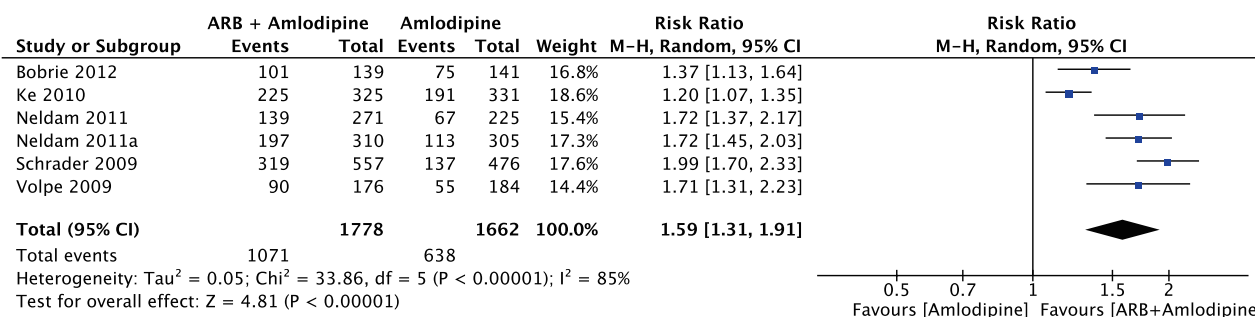 ARB + Amlodipine Amlodipine Risk Ratio Risk Ratio
Study or Subgroup Events Total Events Total Weight M-H, Random, 95% CI M-H, Random, 95% CI
Bobrie 2012 101 139 75 141 16.8% 1.37 [1.13, 1.64]
Ke 2010 225 325 191 331 18.6% 1.20 [1.07, 1.35]
Neldam 2011 139 271 67 225 15.4% 1.72 [1.37, 2.17]
Neldam 2011a 197 310 113 305 17.3% 1.72 [1.45, 2.03]
Schrader 2009 319 557 137 476 17.6% 1.99 [1.70, 2.33]
Volpe 2009 90 176 55 184 14.4% 1.71 [1.31, 2.23]
Total (95% CI) 1778 1662 100.0% 1.59 [1.31, 1.91]
Total events 1071 638
Heterogeneity: Tau² = 0.05; Chi² = 33.86, df = 5 (P < 0.00001); I² = 85%
Test for overall effect: Z = 4.81 (P < 0.00001)
0.5 0.7 1 1.5 2
Favours [Amlodipine] Favours [ARB+Amlodipine